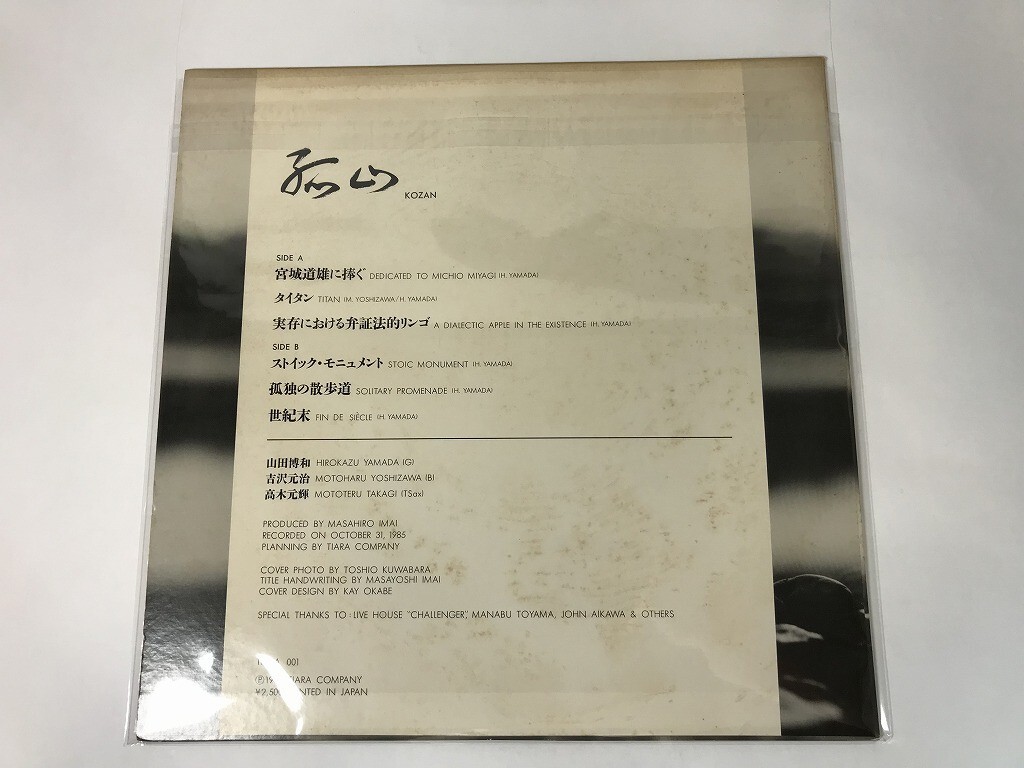 孤山 KOZAN
SIDE A
宮城道雄に捧ぐ DEDICATED TO MICHIO MIYAGI (H. YAMADA)
タイタン TITAN (M. YOSHIZAWA/H. YAMADA)
実存における弁証法的リンゴ A DIALECTIC APPLE IN THE EXISTENCE (H. YAMADA)
SIDE B
ストイック・モニュメント STOIC MONUMENT (H. YAMADA)
孤独の散歩道 SOLITARY PROMENADE (H. YAMADA)
世紀末 FIN DE SIÈCLE (H. YAMADA)
山田博和 HIROKAZU YAMADA (G)
吉沢元治 MOTOHARU YOSHIZAWA (B)
高木元輝 MOTOTERU TAKAGI (TSax)
PRODUCED BY MASAHIRO IMAI
RECORDED ON OCTOBER 31, 1985
PLANNING BY TIARA COMPANY
COVER PHOTO BY TOSHIO KUWABARA
TITLE HANDWRITING BY MASAYOSHI IMAI
COVER DESIGN BY KAY OKABE
SPECIAL THANKS TO : LIVE HOUSE "CHALLENGER", MANABU TOYAMA, JOHN AIKAWA & OTHERS
001
TIARA COMPANY
IN JAPAN